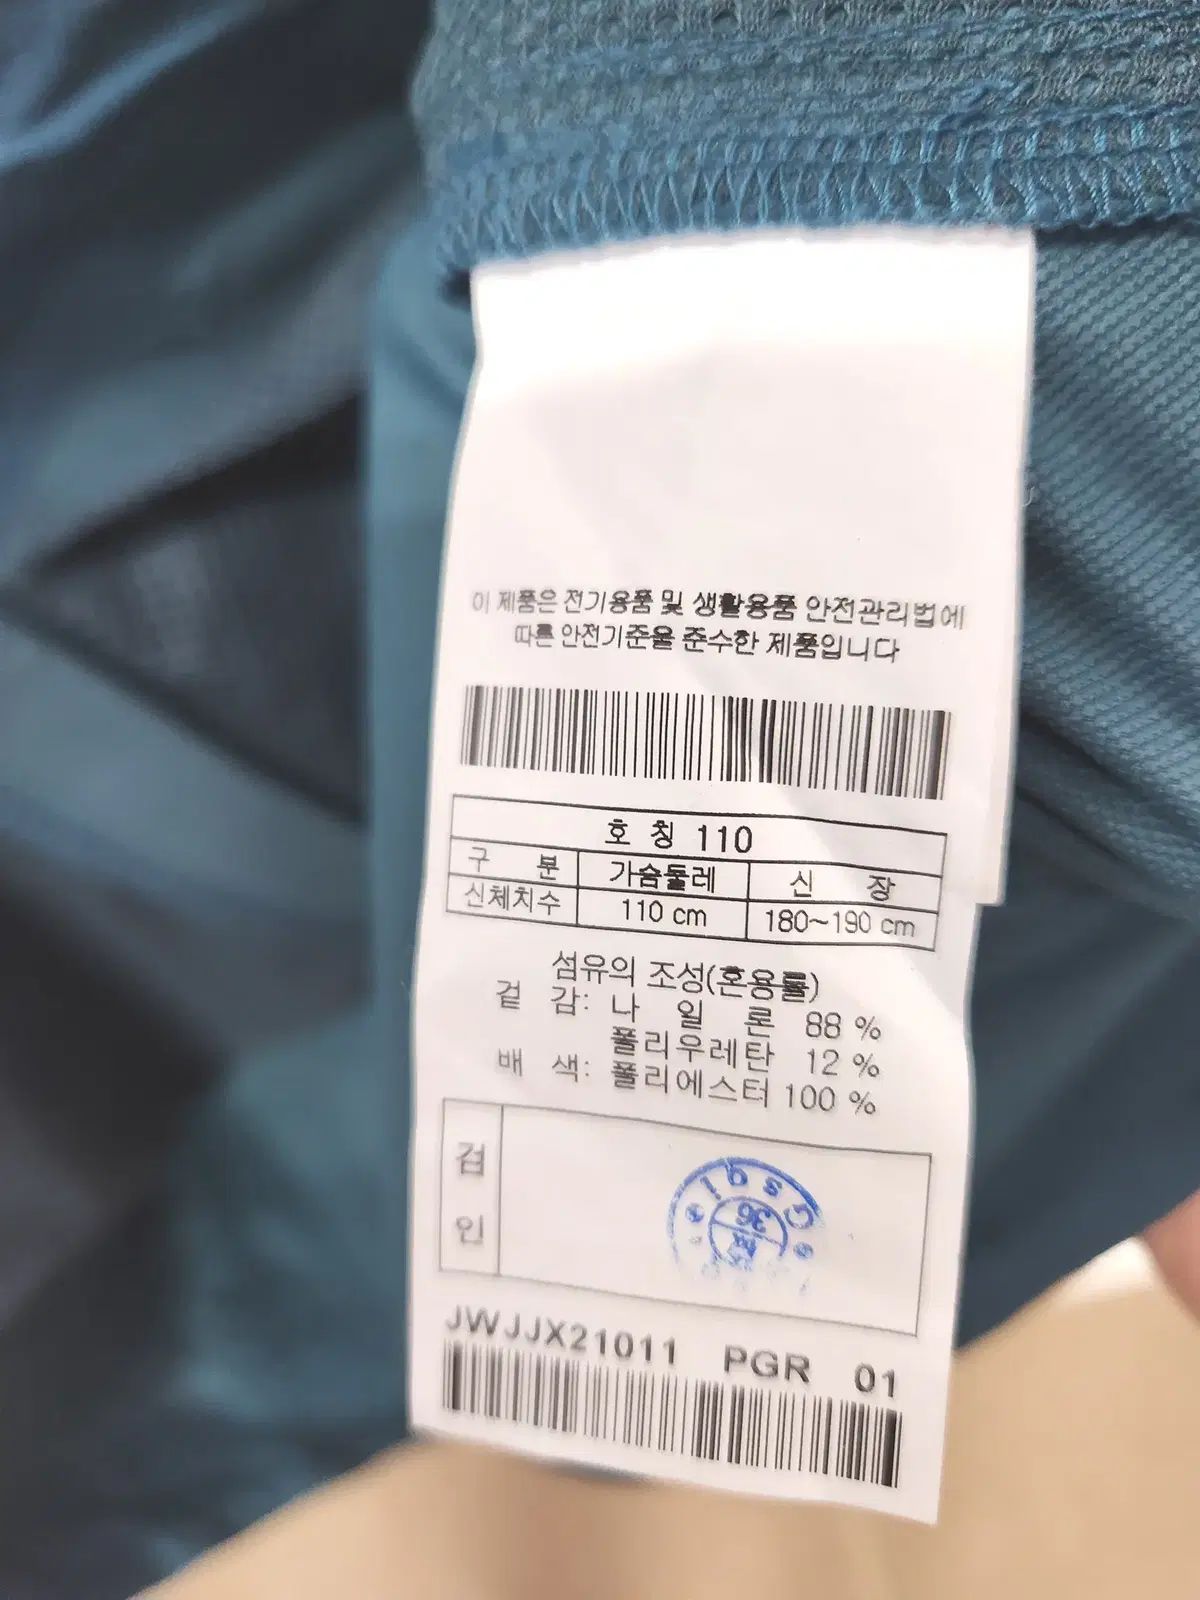 이 제품은 전기용품 및 생활용품 안전관리법에
따른 안전기준을 준수한 제품입니다
호 칭 110
구 분 가슴둘레 신 장
신체치수 110 cm 180~190 cm
섬유의 조성(혼용률)
겉 감: 나 일 론 88 %
폴리우레탄 12 %
배 색: 폴리에스터 100 %
검
인
Gsqi
36
JWJJX21011 PGR 01